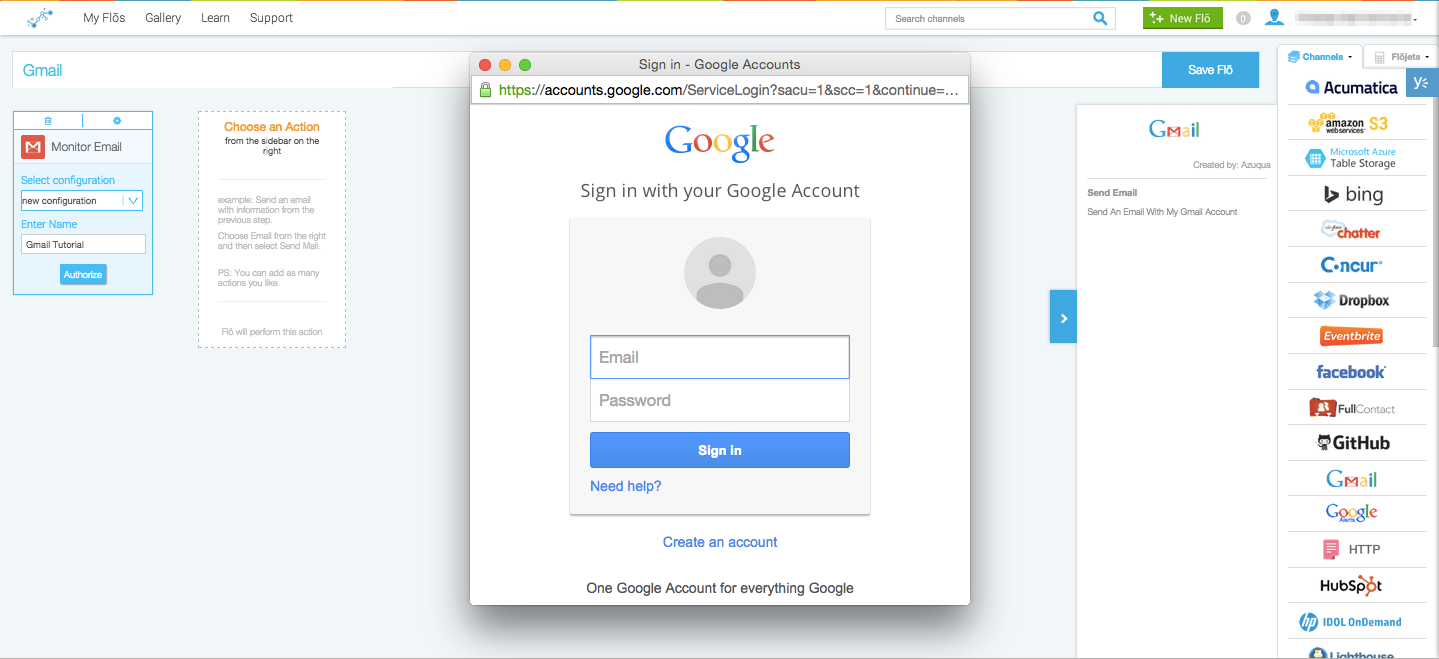 My Flōs
Gallery
Learn
Support
Search channels
New Flō
0
Gmail
Save Flō
Channels
Flōjets
Monitor Email
Select configuration
new configuration
Enter Name
Gmail Tutorial
Authorize
Choose an Action
from the sidebar on the
right
example: Send an email
with information from the
previous step.
Choose Email from the right
and then select Send Mail.
PS: You can add as many
actions you like.
Flō will perform this action
Sign in - Google Accounts
https://accounts.google.com/ServiceLogin?sacu=1&scc=1&continue=...
Google
Sign in with your Google Account
Email
Password
Sign in
Need help?
Create an account
One Google Account for everything Google
Gmail
Created by: Azuqua
Send Email
Send An Email With My Gmail Account
Acumatica
amazon
web services S3
Microsoft Azure
Table Storage
bing
chatter
Concur
Dropbox
Eventbrite
facebook
FullContact
GitHub
Gmail
Google
Alerts
HTTP
HubSpot
hp IDOL OnDemand
Lighthouse